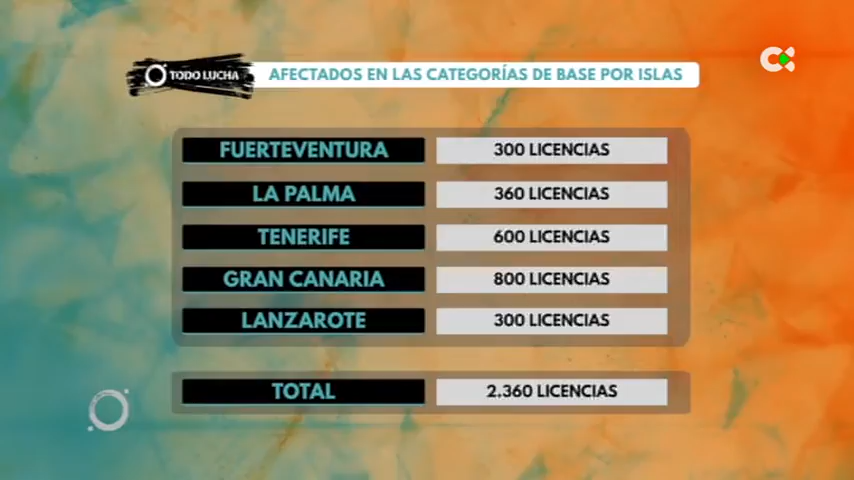 TODO LUCHA
AFECTADOS EN LAS CATEGORÍAS DE BASE POR ISLAS
FUERTEVENTURA 300 LICENCIAS
LA PALMA 360 LICENCIAS
TENERIFE 600 LICENCIAS
GRAN CANARIA 800 LICENCIAS
LANZAROTE 300 LICENCIAS
TOTAL 2.360 LICENCIAS